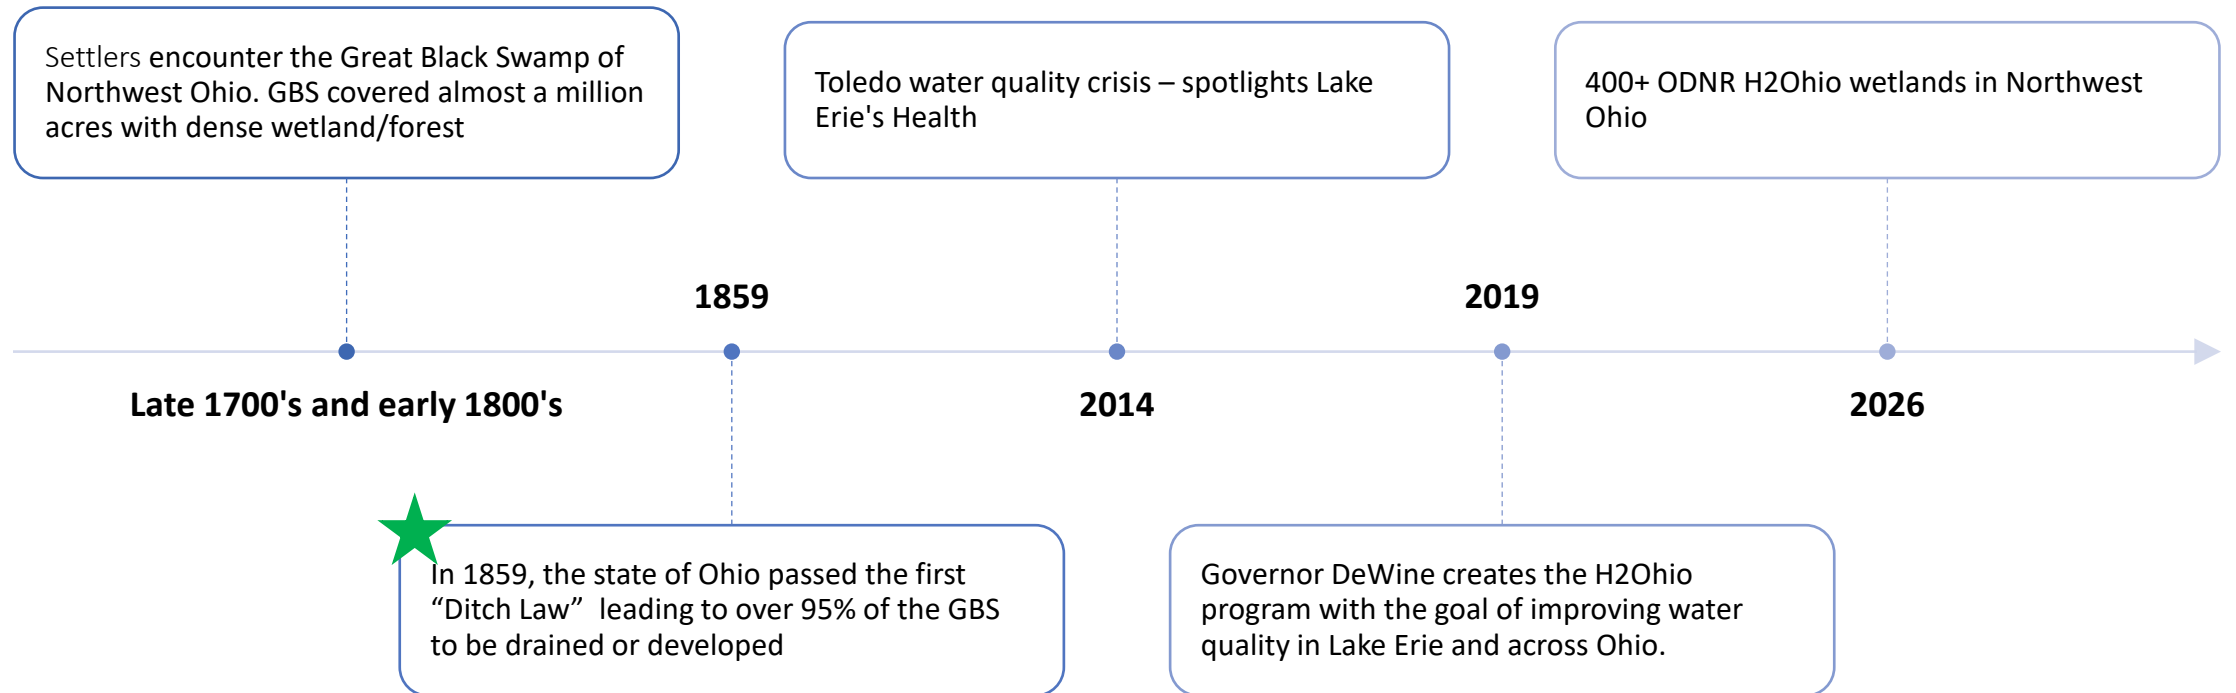 Settlers encounter the Great Black Swamp of
Northwest Ohio. GBS covered almost a million
acres with dense wetland/forest
Toledo water quality crisis – spotlights Lake
Erie's Health
400+ ODNR H2Ohio wetlands in Northwest
Ohio
1859
2019
Late 1700's and early 1800's
2014
2026
In 1859, the state of Ohio passed the first
“Ditch Law”  leading to over 95% of the GBS
to be drained or developed
Governor DeWine creates the H2Ohio
program with the goal of improving water
quality in Lake Erie and across Ohio.